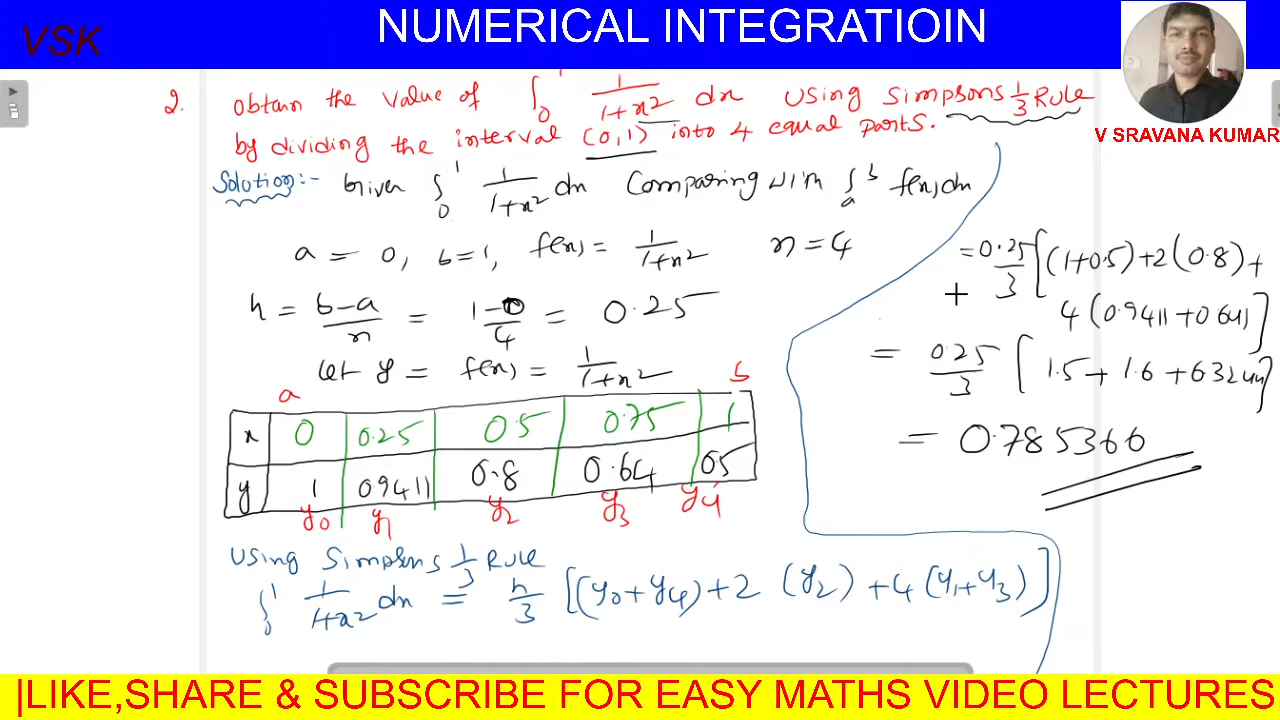 VSK
NUMERICAL INTEGRATIOIN
V SRAVANA KUMAR
2. obtain the value of ∫₀¹ 1/(1+x²) dx using simpsons 1/3 Rule
by dividing the interval (0,1) into 4 equal parts.
Solution:- Given ∫₀¹ 1/(1+x²) dx Comparing with ∫ₐᵇ f(x)dx
a = 0, b=1, f(x) = 1/(1+x²) n = 4
h = (b-a)/n = (1-0)/4 = 0.25
Let y = f(x) = 1/(1+x²)
a b
x 0 0.25 0.5 0.75 1
y 1 09411 0.8 0.64 05
y₀ y₁ y₂ y₃ y₄
Using Simpsons 1/3 Rule
∫₀¹ 1/(1+x²) dx = h/3 [(y₀+y₄)+2 (y₂) +4 (y₁+y₃)]
= 0.25/3 [(1+0.5)+2(0.8)+
+ 4(0.9411+0.641]
= 0.25/3 [1.5+1.6+6.3244]
= 0.785366
|LIKE,SHARE & SUBSCRIBE FOR EASY MATHS VIDEO LECTURES